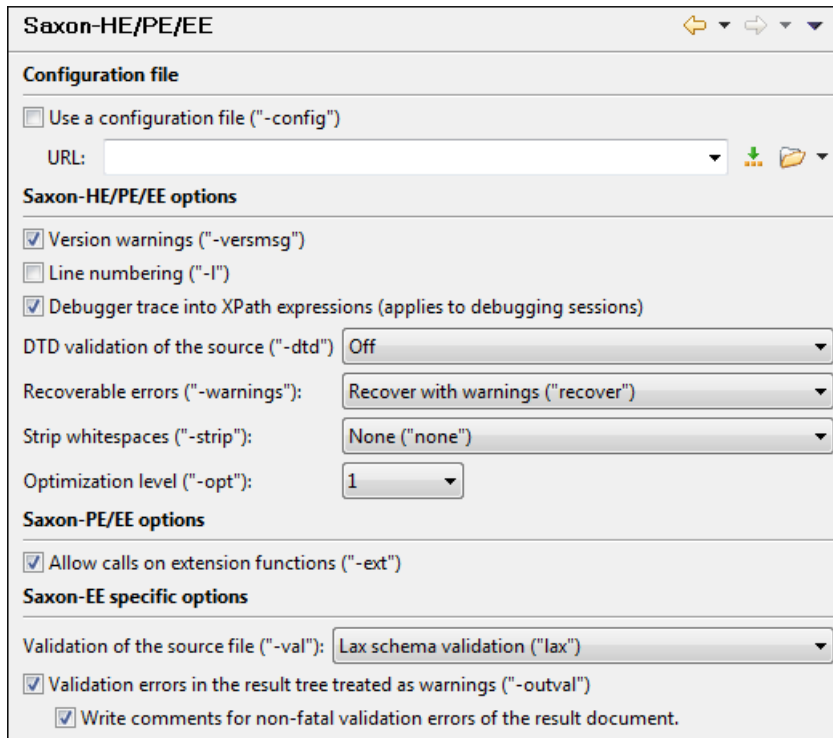 Saxon-HE/PE/EE
Configuration file
Use a configuration file ("-config")
URL:
Saxon-HE/PE/EE options
Version warnings ("-versmsg")
Line numbering ("-l")
Debugger trace into XPath expressions (applies to debugging sessions)
DTD validation of the source ("-dtd") Off
Recoverable errors ("-warnings"): Recover with warnings ("recover")
Strip whitespaces ("-strip"): None ("none")
Optimization level ("-opt"): 1
Saxon-PE/EE options
Allow calls on extension functions ("-ext")
Saxon-EE specific options
Validation of the source file ("-val"): Lax schema validation ("lax")
Validation errors in the result tree treated as warnings ("-outval")
Write comments for non-fatal validation errors of the result document.